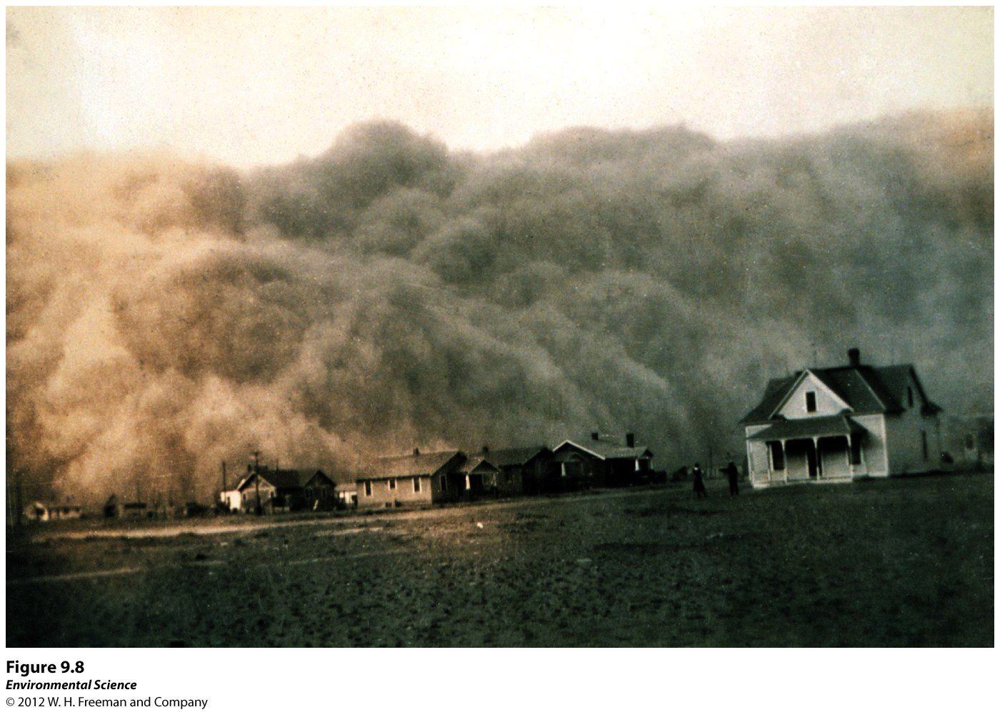 Figure 9.8
Environmental Science
© 2012 W. H. Freeman and Company